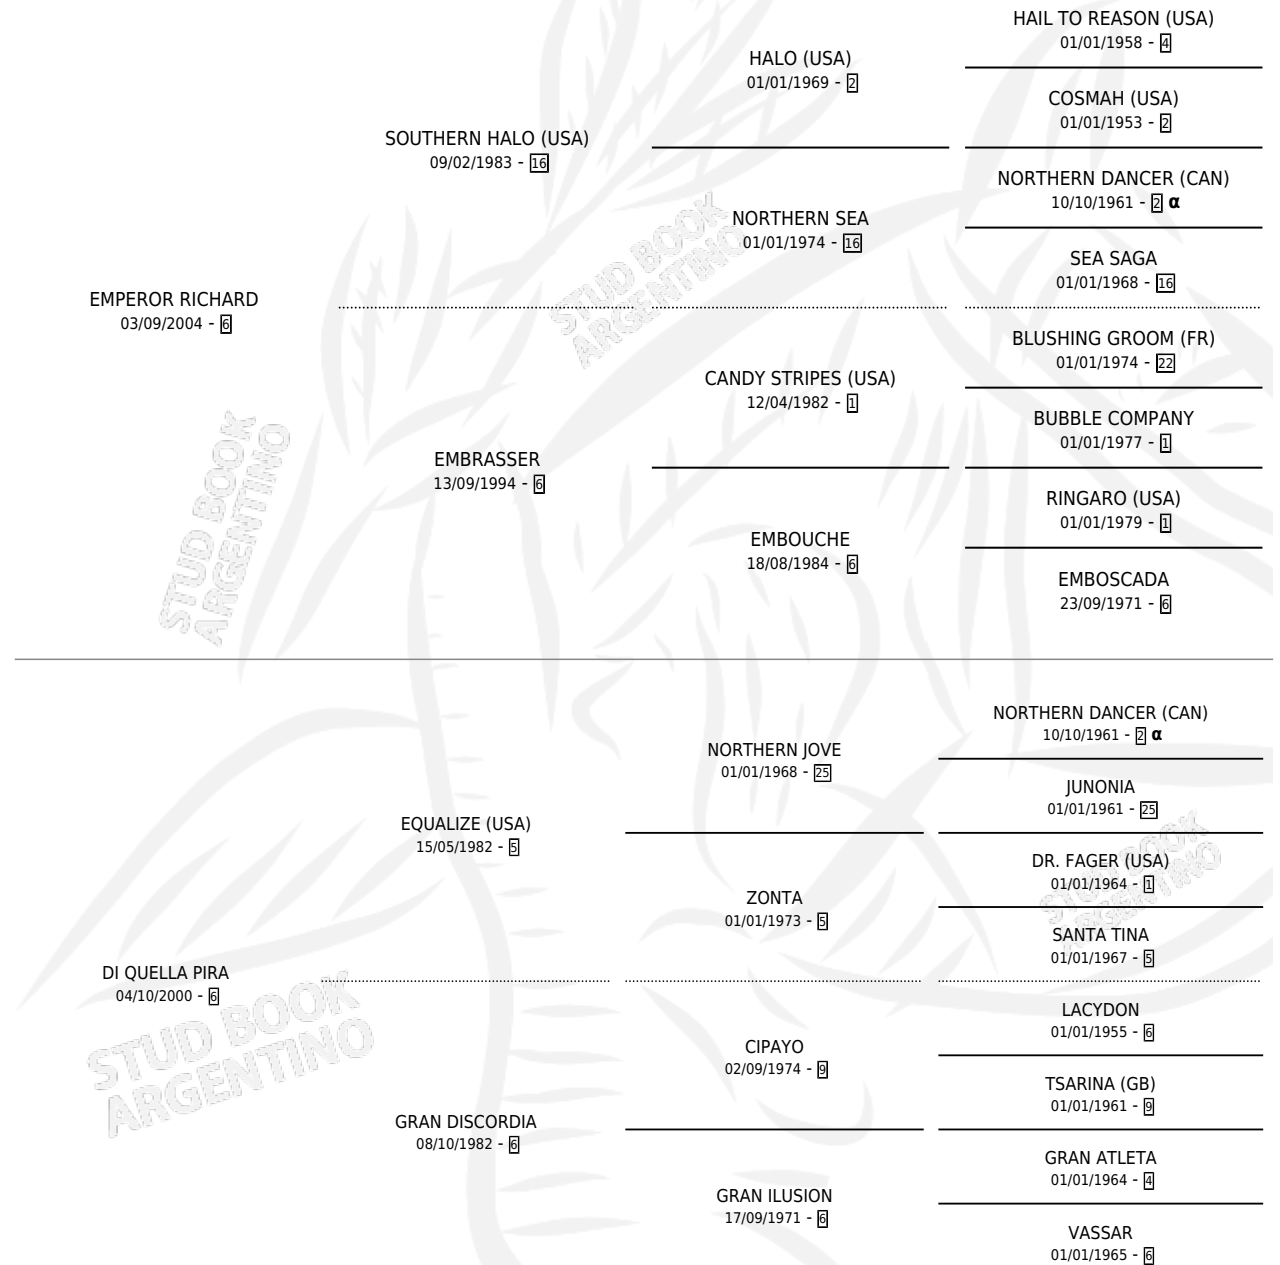 HAIL TO REASON (USA)
01/01/1958 - 4
HALO (USA)
01/01/1969 - 2
COSMAH (USA)
01/01/1953 - 2
SOUTHERN HALO (USA)
09/02/1983 - 16
NORTHERN DANCER (CAN)
10/10/1961 - 2 α
NORTHERN SEA
01/01/1974 - 16
SEA SAGA
01/01/1968 - 16
EMPEROR RICHARD
03/09/2004 - 6
BLUSHING GROOM (FR)
01/01/1974 - 22
CANDY STRIPES (USA)
12/04/1982 - 1
BUBBLE COMPANY
01/01/1977 - 1
EMBRASSER
13/09/1994 - 6
RINGARO (USA)
01/01/1979 - 1
EMBOUCHE
18/08/1984 - 6
EMBOSCADA
23/09/1971 - 6
STUD BOOK
ARGENTINO
STUD BOOK
ARGENTINO
NORTHERN DANCER (CAN)
10/10/1961 - 2 α
NORTHERN JOVE
01/01/1968 - 25
JUNONIA
01/01/1961 - 25
EQUALIZE (USA)
15/05/1982 - 5
DR. FAGER (USA)
01/01/1964 - 1
ZONTA
01/01/1973 - 5
SANTA TINA
01/01/1967 - 5
DI QUELLA PIRA
04/10/2000 - 6
LACYDON
01/01/1955 - 6
CIPAYO
02/09/1974 - 9
TSARINA (GB)
01/01/1961 - 9
GRAN DISCORDIA
08/10/1982 - 6
GRAN ATLETA
01/01/1964 - 4
GRAN ILUSION
17/09/1971 - 6
VASSAR
01/01/1965 - 6
STUD BOOK
ARGENTINO
STUD BOOK
ARGENTINO